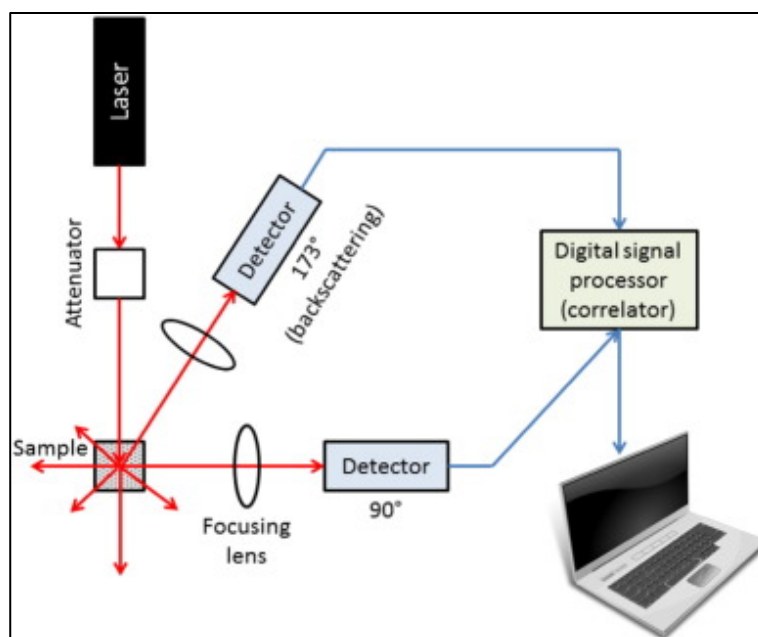 Laser
Attenuator
Detector
173°
(backscattering)
Digital signal
processor
(correlator)
Sample
Detector
90°
Focusing
lens